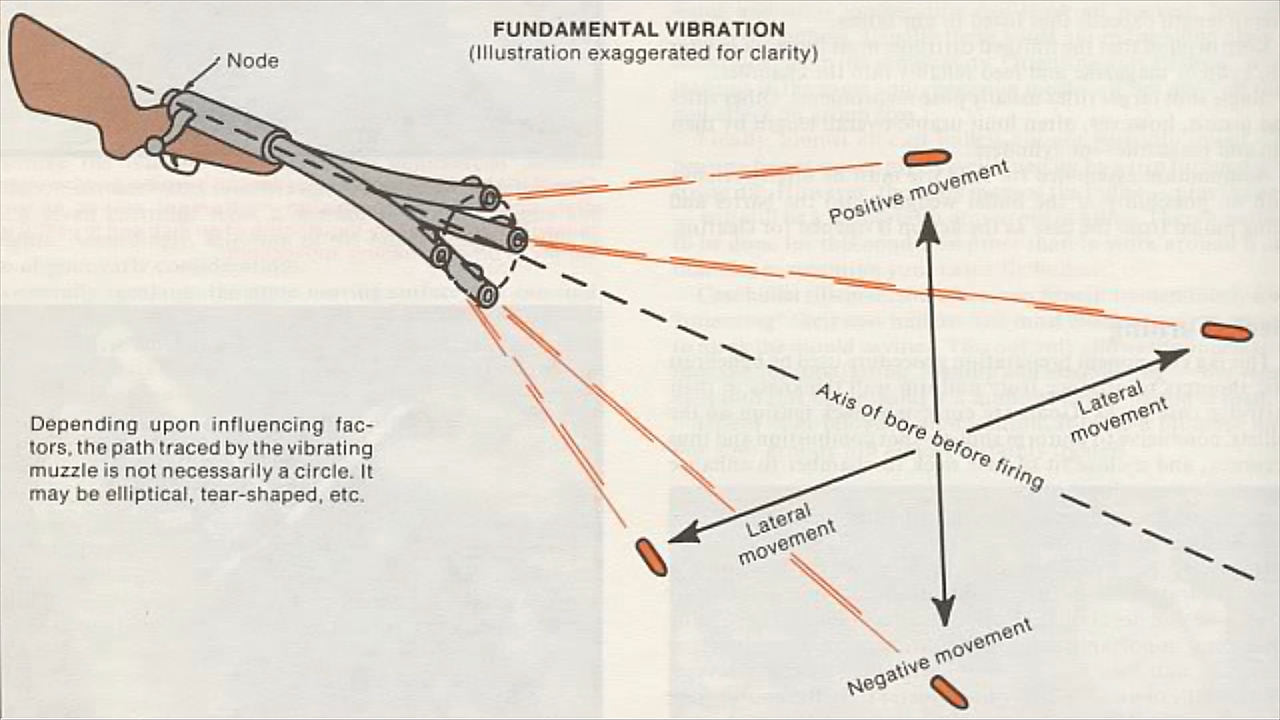 FUNDAMENTAL VIBRATION
(Illustration exaggerated for clarity)
Node
Positive movement
Axis of bore before firing
Lateral
movement
Lateral
movement
Negative movement
Depending upon influencing fac-
tors, the path traced by the vibrating
muzzle is not necessarily a circle. It
may be elliptical, tear-shaped, etc.